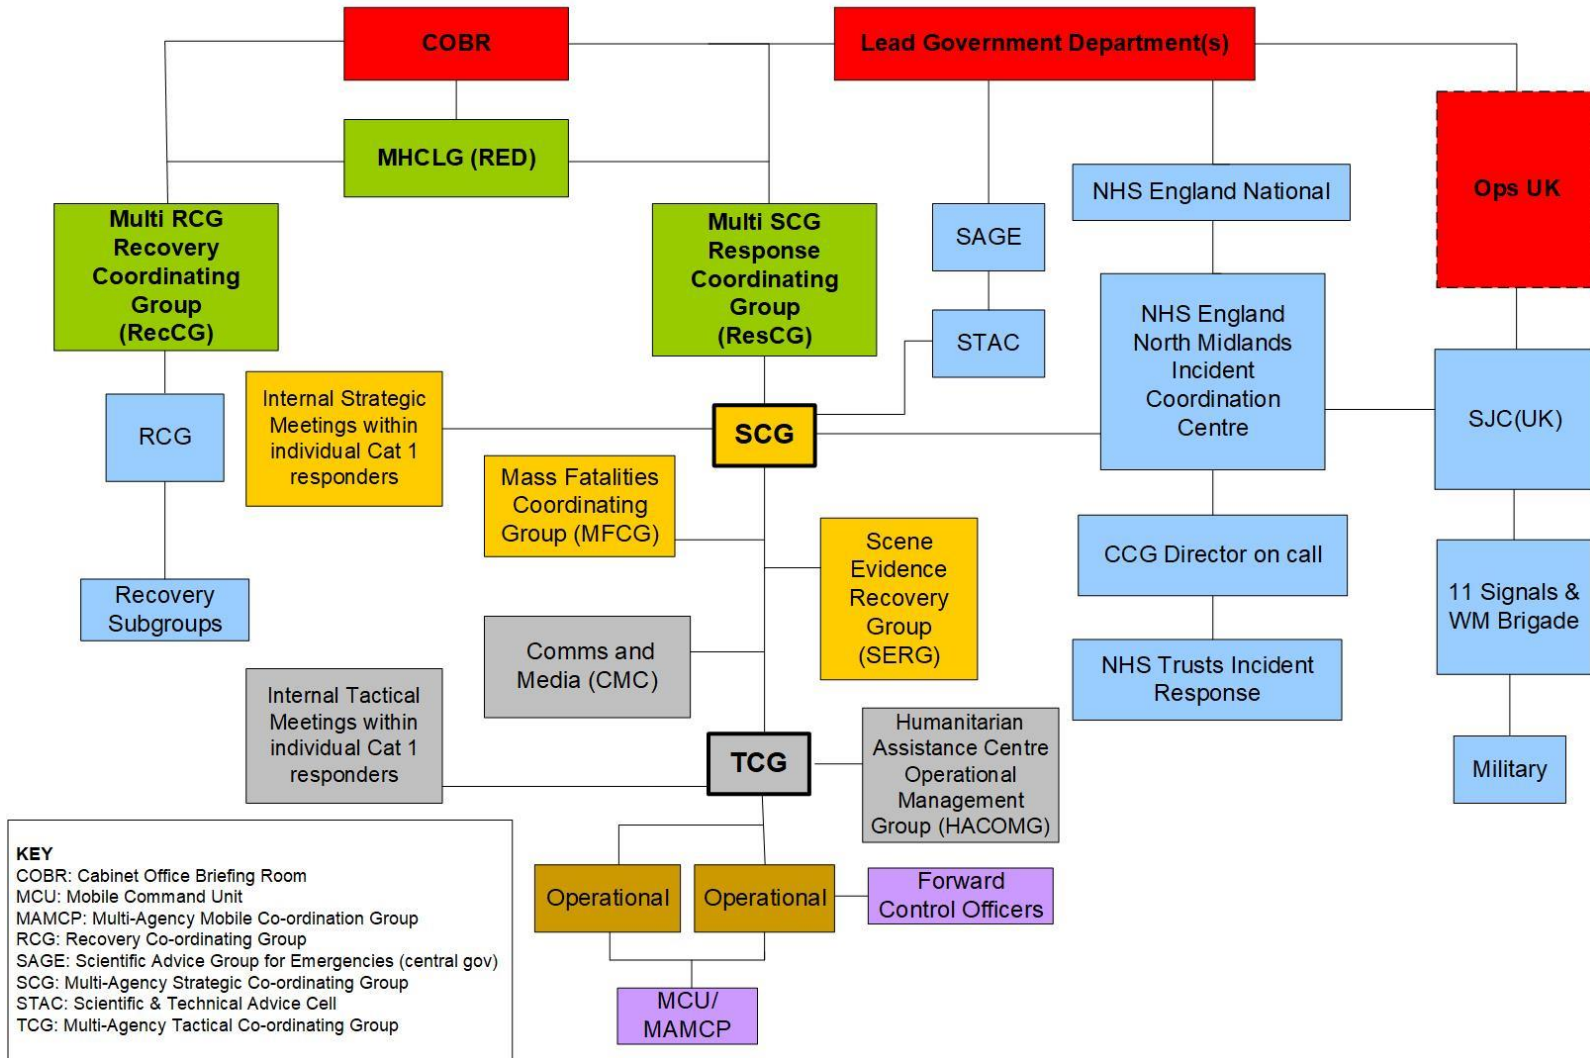 COBR
Lead Government Department(s)
MHCLG (RED)
Ops UK
NHS England National
Multi RCG
Recovery
Coordinating
Group
(RecCG)
Multi SCG
Response
Coordinating
Group
(ResCG)
SAGE
STAC
NHS England
North Midlands
Incident
Coordination
Centre
SJC(UK)
RCG
Internal Strategic
Meetings within
individual Cat 1
responders
SCG
Mass Fatalities
Coordinating
Group (MFCG)
Scene
Evidence
Recovery
Group
(SERG)
CCG Director on call
11 Signals &
WM Brigade
Recovery
Subgroups
Comms and
Media (CMC)
NHS Trusts Incident
Response
Internal Tactical
Meetings within
individual Cat 1
responders
TCG
Humanitarian
Assistance Centre
Operational
Management
Group (HACOMG)
Military
Operational
Operational
Forward
Control Officers
MCU/
MAMCP
KEY
COBR: Cabinet Office Briefing Room
MCU: Mobile Command Unit
MAMCP: Multi-Agency Mobile Co-ordination Group
RCG: Recovery Co-ordinating Group
SAGE: Scientific Advice Group for Emergencies (central gov)
SCG: Multi-Agency Strategic Co-ordinating Group
STAC: Scientific & Technical Advice Cell
TCG: Multi-Agency Tactical Co-ordinating Group